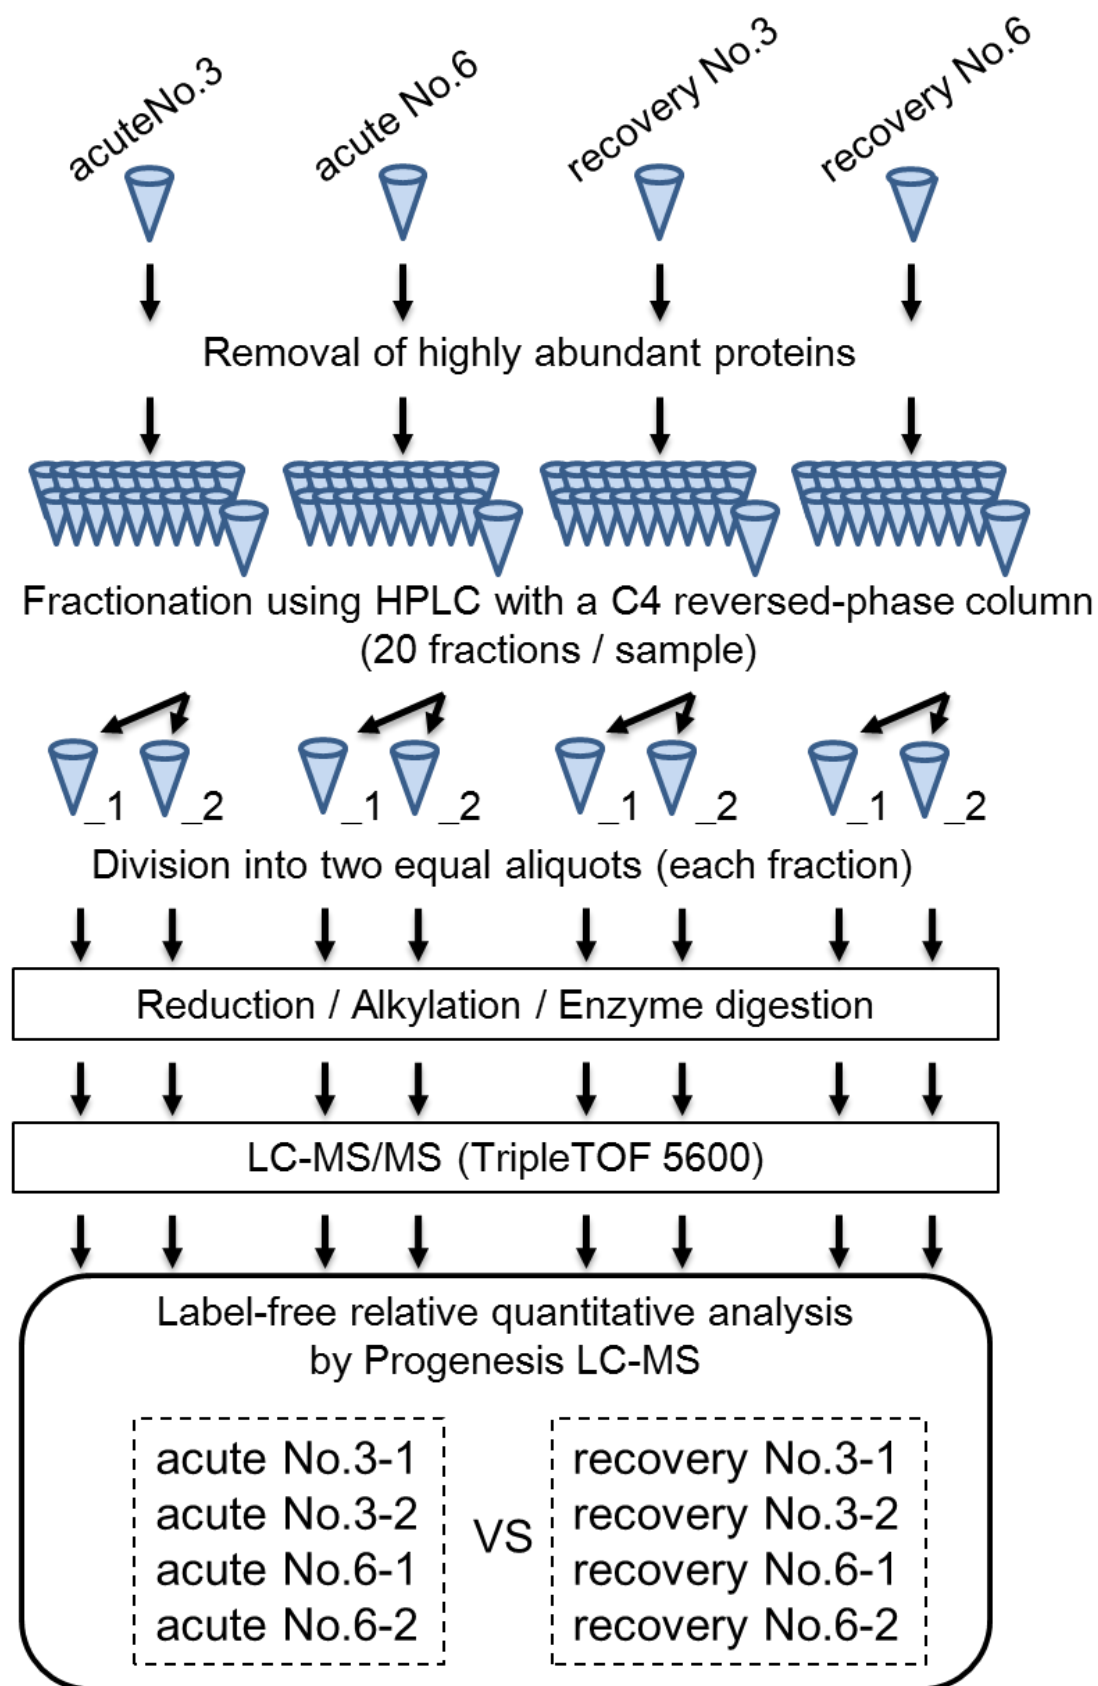 acuteNo.3
acute No.6
recovery No.3
recovery No.6
Removal of highly abundant proteins
Fractionation using HPLC with a C4 reversed-phase column
(20 fractions / sample)
_1 _2 _1 _2 _1 _2 _1 _2
Division into two equal aliquots (each fraction)
Reduction / Alkylation / Enzyme digestion
LC-MS/MS (TripleTOF 5600)
Label-free relative quantitative analysis
by Progenesis LC-MS
acute No.3-1
acute No.3-2
acute No.6-1
acute No.6-2
VS
recovery No.3-1
recovery No.3-2
recovery No.6-1
recovery No.6-2